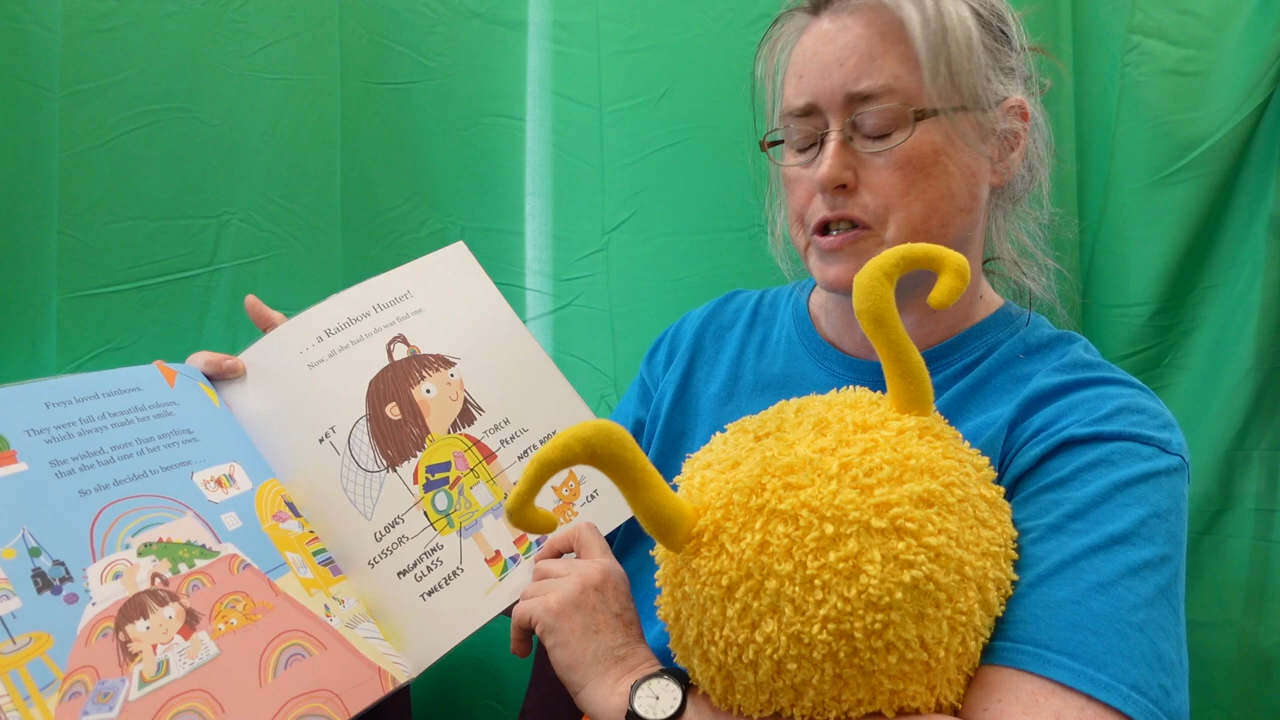 Freya loved rainbows.
They were full of beautiful colours,
which always made her smile.
She wished, more than anything,
that she had one of her very own.
So she decided to become . . .
. . . a Rainbow Hunter!
Now, all she had to do was find one.
NET
TORCH
PENCIL
NOTE BOOK
CAT
GLOVES
SCISSORS
MAGNIFYING
GLASS
TWEEZERS